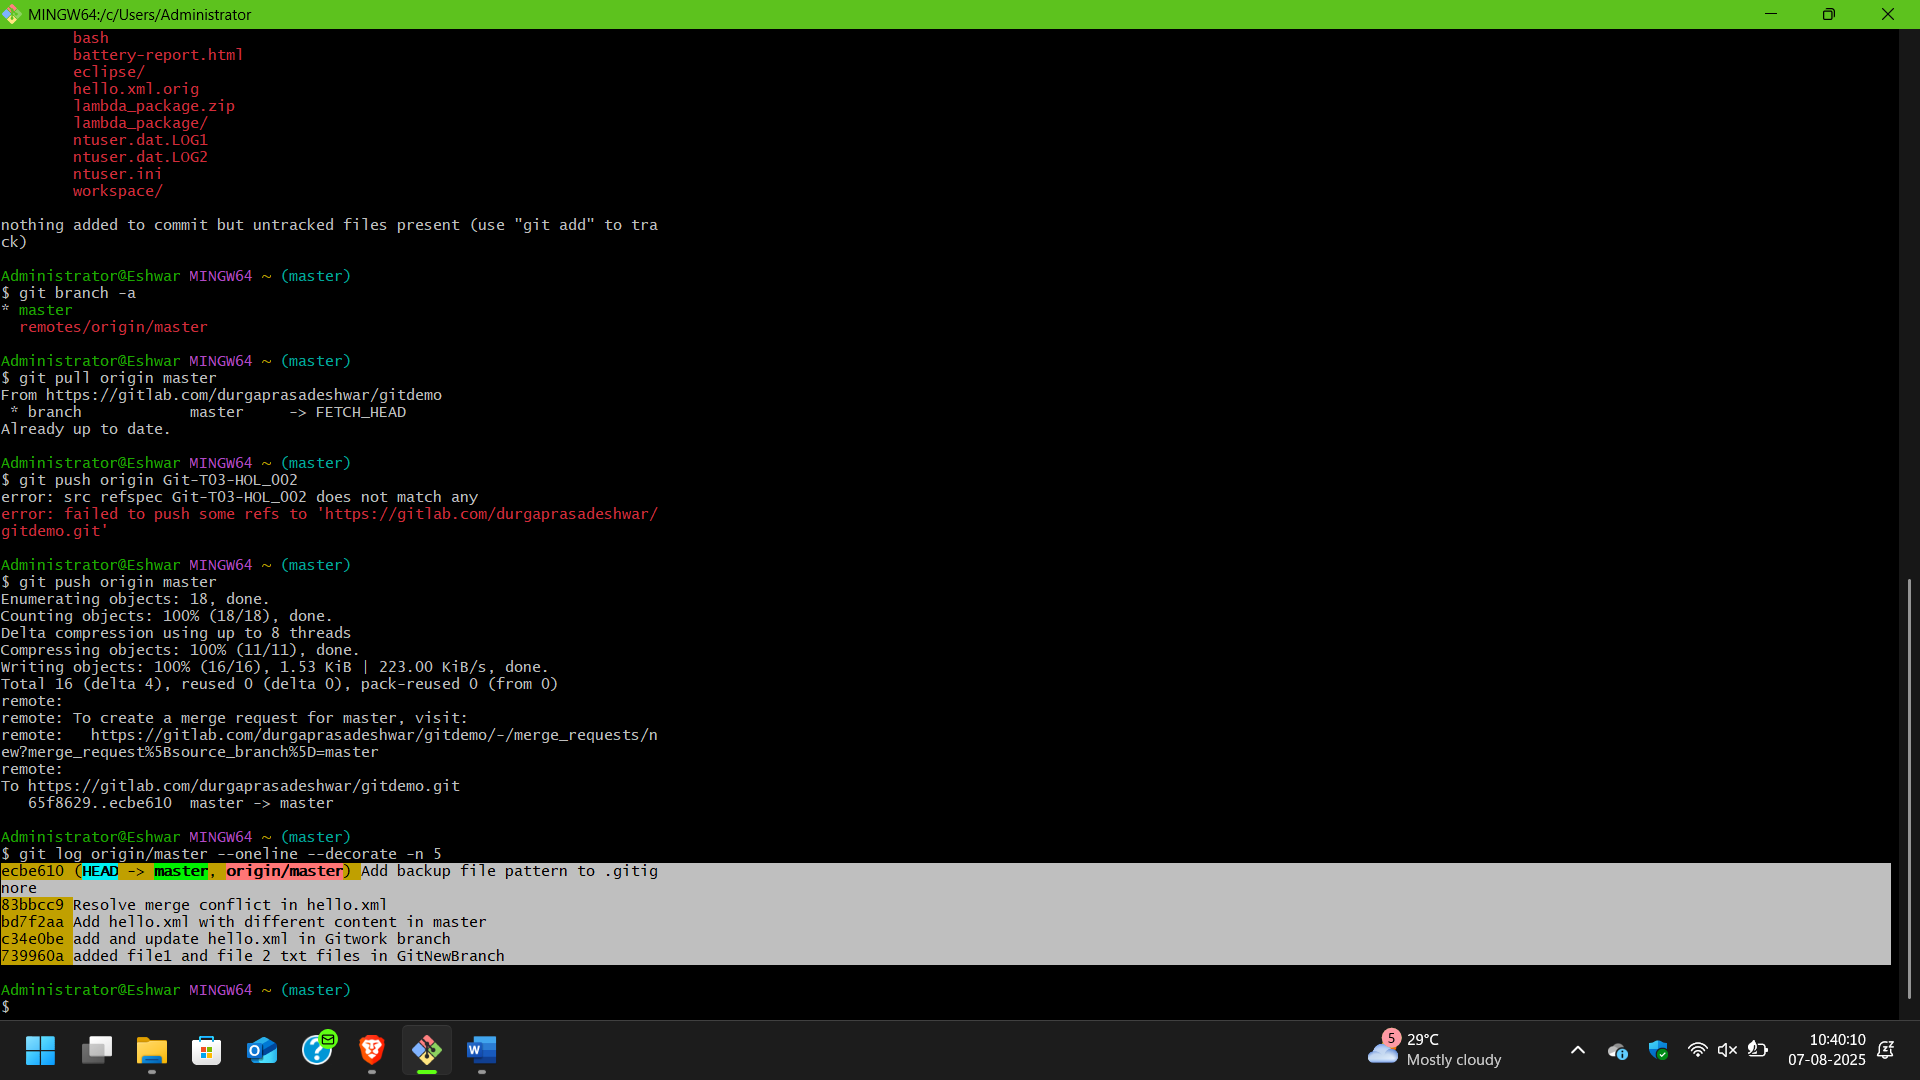 MINGW64:/c/Users/Administrator
bash
battery-report.html
eclipse/
hello.xml.orig
lambda_package.zip
lambda_package/
ntuser.dat.LOG1
ntuser.dat.LOG2
ntuser.ini
workspace/
nothing added to commit but untracked files present (use "git add" to tra
ck)
Administrator@Eshwar MINGW64 ~ (master)
$ git branch -a
* master
remotes/origin/master
Administrator@Eshwar MINGW64 ~ (master)
$ git pull origin master
From https://gitlab.com/durgaprasadeshwar/gitdemo
* branch master -> FETCH_HEAD
Already up to date.
Administrator@Eshwar MINGW64 ~ (master)
$ git push origin Git-T03-HOL_002
error: src refspec Git-T03-HOL_002 does not match any
error: failed to push some refs to 'https://gitlab.com/durgaprasadeshwar/
gitdemo.git'
Administrator@Eshwar MINGW64 ~ (master)
$ git push origin master
Enumerating objects: 18, done.
Counting objects: 100% (18/18), done.
Delta compression using up to 8 threads
Compressing objects: 100% (11/11), done.
Writing objects: 100% (16/16), 1.53 KiB | 223.00 KiB/s, done.
Total 16 (delta 4), reused 0 (delta 0), pack-reused 0 (from 0)
remote:
remote: To create a merge request for master, visit:
remote:   https://gitlab.com/durgaprasadeshwar/gitdemo/-/merge_requests/n
ew?merge_request%5Bsource_branch%5D=master
remote:
To https://gitlab.com/durgaprasadeshwar/gitdemo.git
65f8629..ecbe610  master -> master
Administrator@Eshwar MINGW64 ~ (master)
$ git log origin/master --oneline --decorate -n 5
ecbe610 (HEAD -> master, origin/master) Add backup file pattern to .gitig
nore
83bbcc9 Resolve merge conflict in hello.xml
bd7f2aa Add hello.xml with different content in master
c34e0be add and update hello.xml in Gitwork branch
739960a added file1 and file 2 txt files in GitNewBranch
Administrator@Eshwar MINGW64 ~ (master)
$
5
29°C
Mostly cloudy
10:40:10
07-08-2025